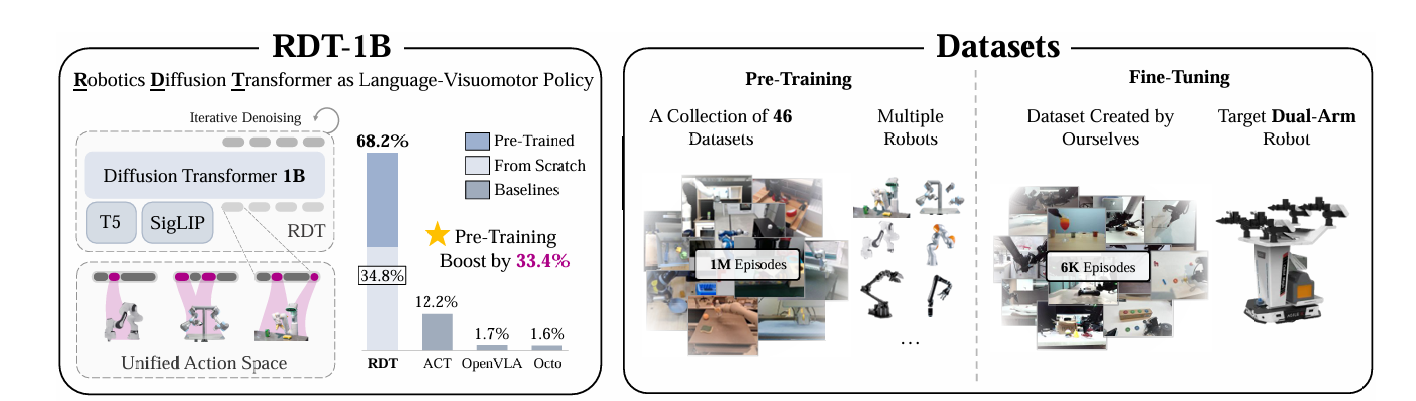 RDT-1B
Robotics Diffusion Transformer as Language-Visuomotor Policy
Iterative Denoising
Diffusion Transformer 1B
T5
SigLIP
RDT
Unified Action Space
68.2%
34.8%
12.2%
1.7%
1.6%
RDT
ACT
OpenVLA
Octo
Pre-Trained
From Scratch
Baselines
Pre-Training
Boost by 33.4%
Datasets
Pre-Training
A Collection of 46
Datasets
Multiple
Robots
1M Episodes
...
Fine-Tuning
Dataset Created by
Ourselves
Target Dual-Arm
Robot
6K Episodes